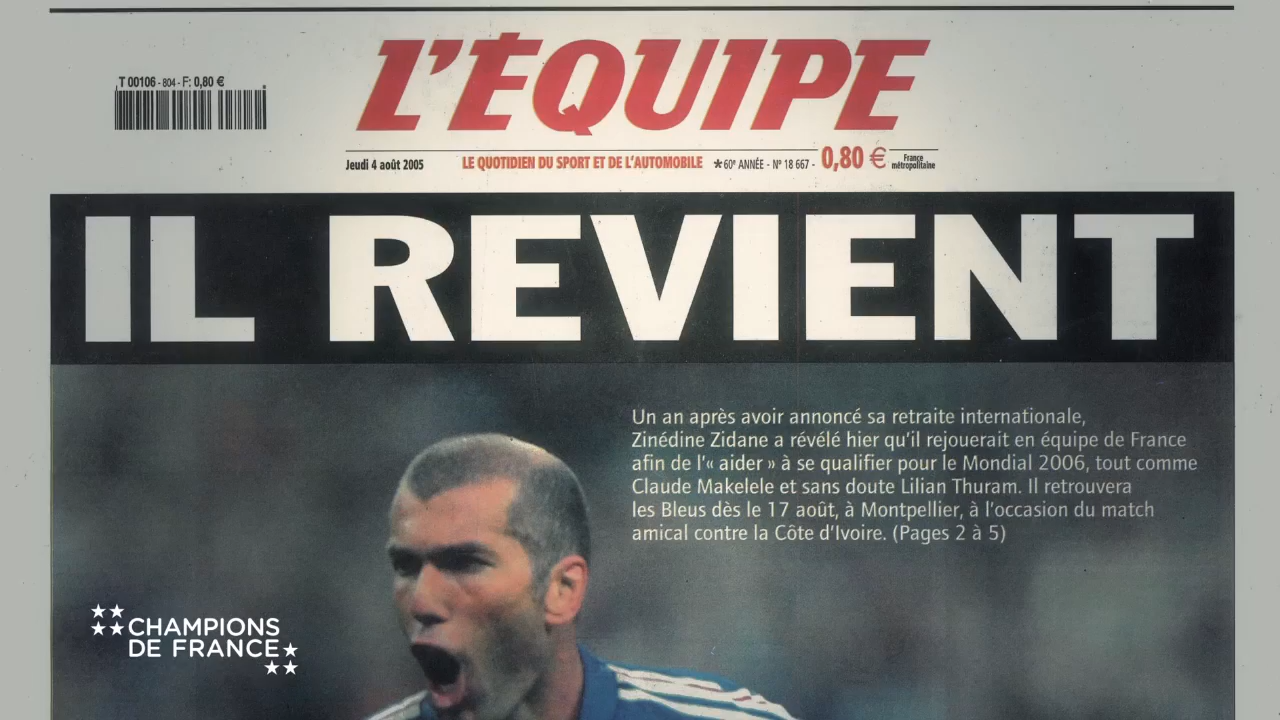 L'ÉQUIPE
T 00106 - 804 - F: 0,80 €
Jeudi 4 août 2005 LE QUOTIDIEN DU SPORT ET DE L'AUTOMOBILE ★ 60e ANNÉE - N° 18 667 - 0,80 € France métropolitaine
IL REVIENT
Un an après avoir annoncé sa retraite internationale,
Zinédine Zidane a révélé hier qu'il rejouerait en équipe de France
afin de l'« aider » à se qualifier pour le Mondial 2006, tout comme
Claude Makelele et sans doute Lilian Thuram. Il retrouvera
les Bleus dès le 17 août, à Montpellier, à l'occasion du match
amical contre la Côte d'Ivoire. (Pages 2 à 5)
CHAMPIONS
DE FRANCE